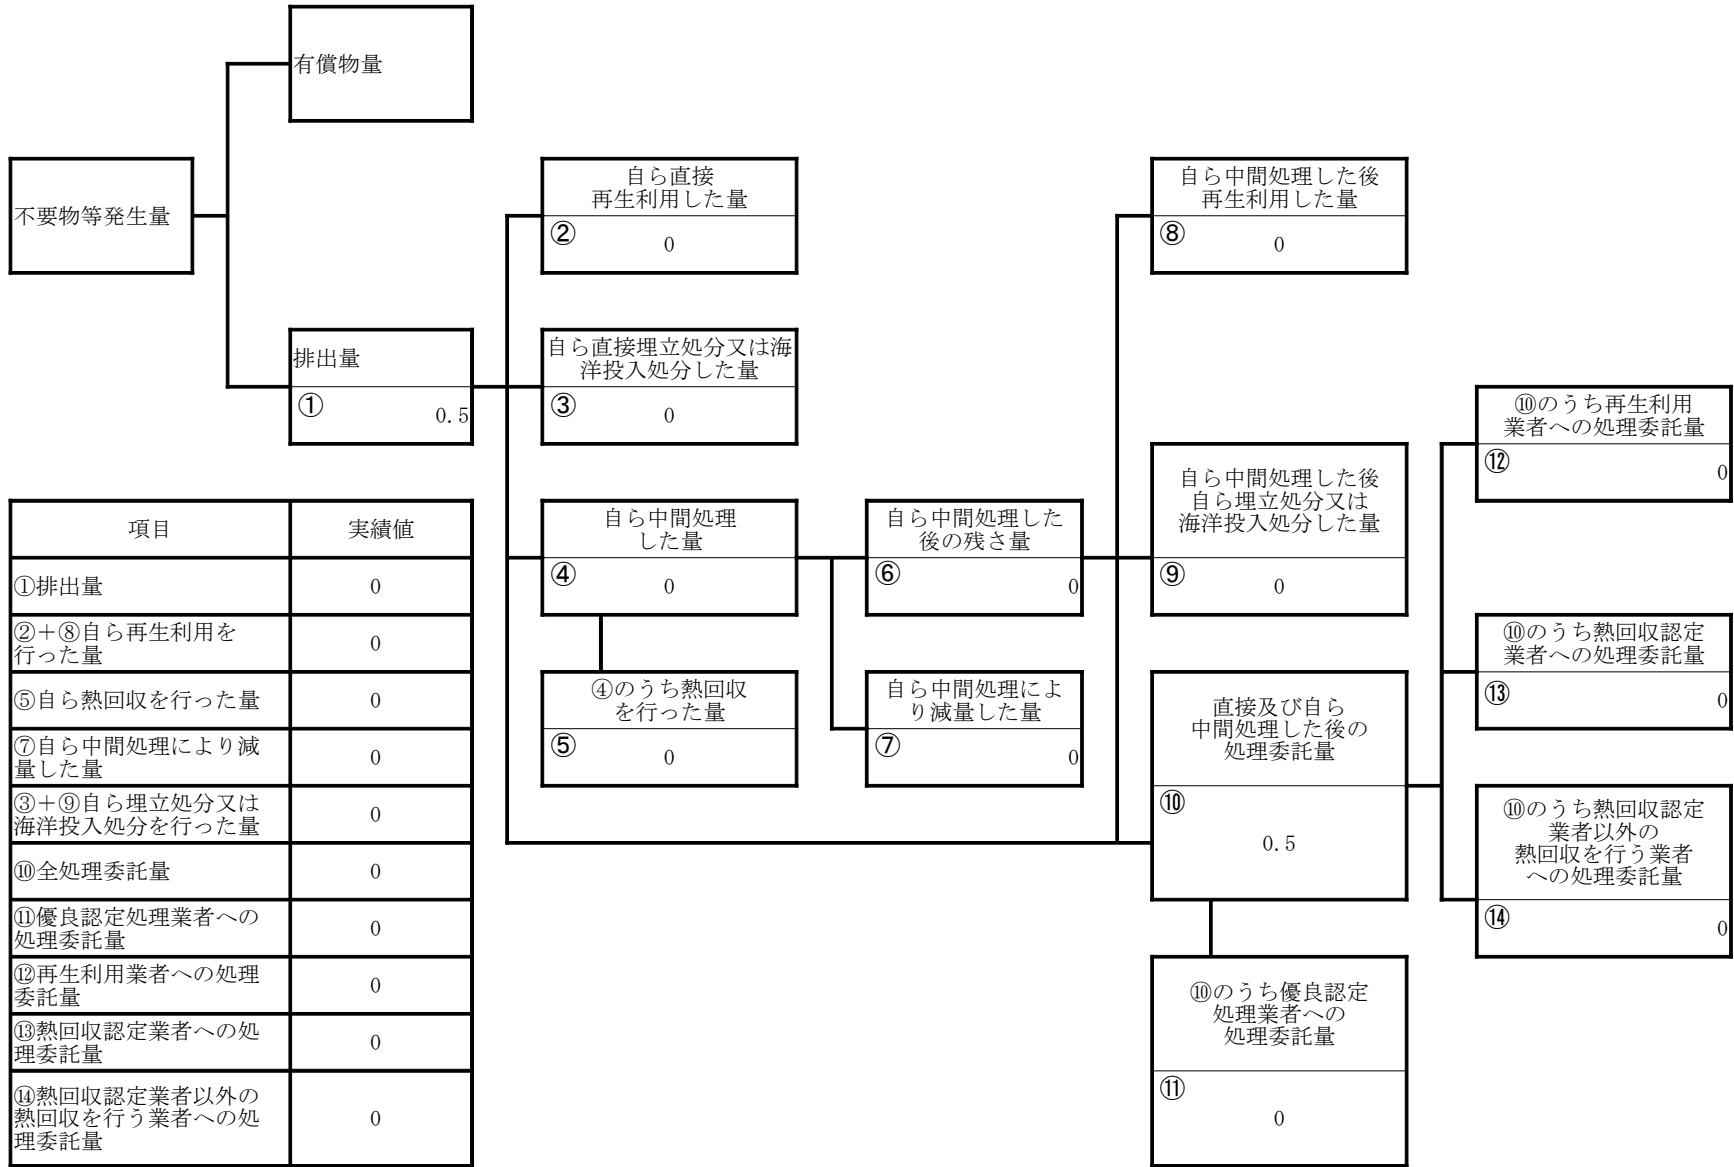 有償物量
不要物等発生量
排出量
① 0.5
自ら直接
再生利用した量
② 0
自ら直接埋立処分又は海
洋投入処分した量
③ 0
自ら中間処理
した量
④ 0
④のうち熱回収
を行った量
⑤ 0
自ら中間処理した
後の残さ量
⑥ 0
自ら中間処理によ
り減量した量
⑦ 0
自ら中間処理した後
再生利用した量
⑧ 0
自ら中間処理した後
自ら埋立処分又は
海洋投入処分した量
⑨ 0
直接及び自ら
中間処理した後の
処理委託量
⑩
0.5
⑩のうち優良認定
処理業者への
処理委託量
⑪
0
⑩のうち再生利用
業者への処理委託量
⑫ 0
⑩のうち熱回収認定
業者への処理委託量
⑬ 0
⑩のうち熱回収認定
業者以外の
熱回収を行う業者
への処理委託量
⑭ 0
項目 実績値
①排出量 0
②+⑧自ら再生利用を
行った量 0
⑤自ら熱回収を行った量 0
⑦自ら中間処理により減
量した量 0
③+⑨自ら埋立処分又は
海洋投入処分を行った量 0
⑩全処理委託量 0
⑪優良認定処理業者への
処理委託量 0
⑫再生利用業者への処理
委託量 0
⑬熱回収認定業者への処
理委託量 0
⑭熱回収認定業者以外の
熱回収を行う業者への処
理委託量 0